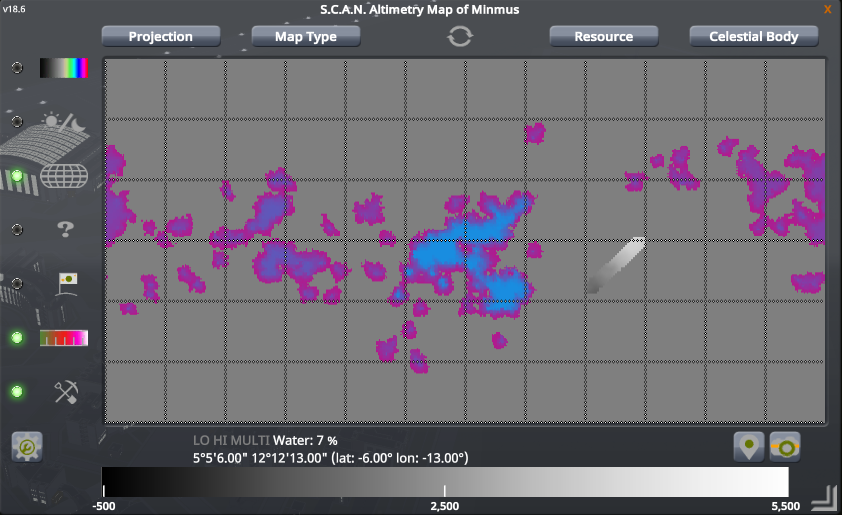 v18.6
S.C.A.N. Altimetry Map of Minmus
X
Projection
Map Type
Resource
Celestial Body
?
LO HI MULTI Water: 7 %
5°5'6.00" 12°12'13.00" (lat: -6.00° lon: -13.00°)
-500
2,500
5,500